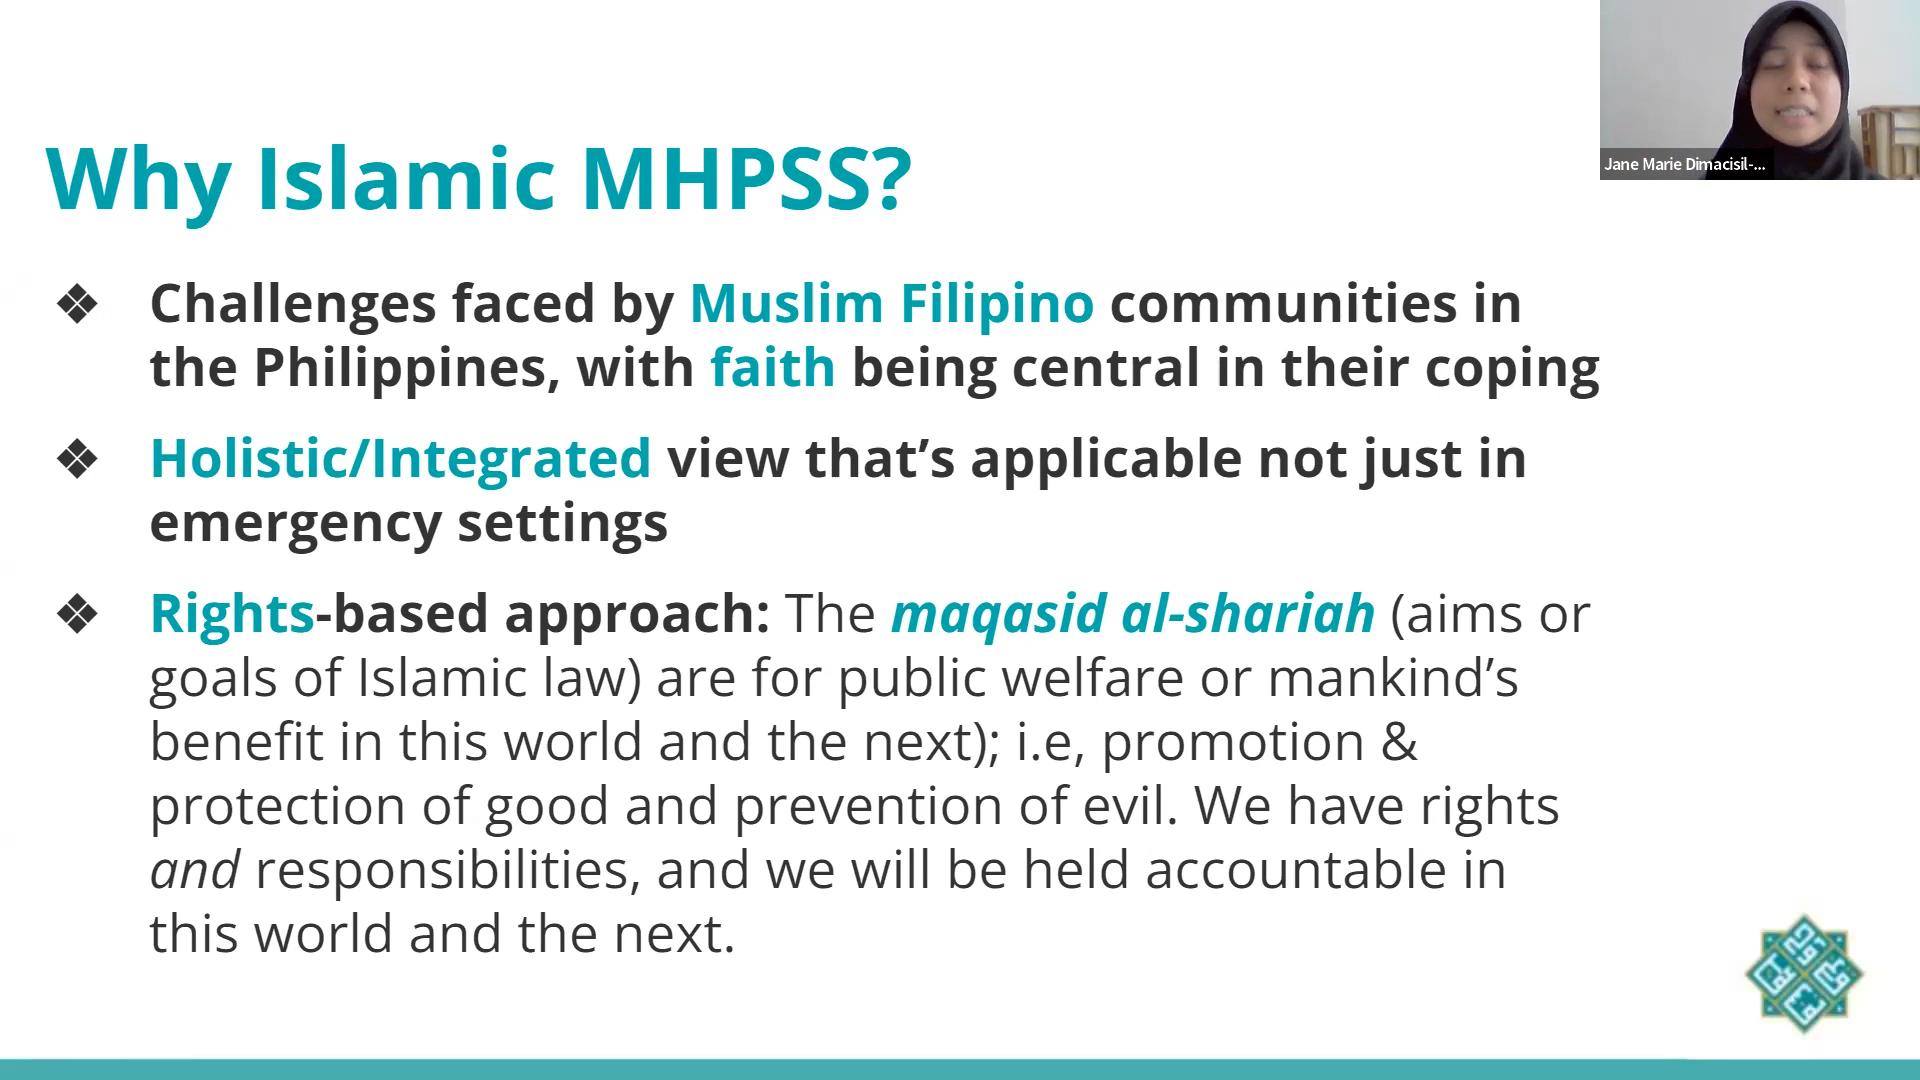 Why Islamic MHPSS?
❖ Challenges faced by Muslim Filipino communities in
the Philippines, with faith being central in their coping
❖ Holistic/Integrated view that’s applicable not just in
emergency settings
❖ Rights-based approach: The maqasid al-shariah (aims or
goals of Islamic law) are for public welfare or mankind’s
benefit in this world and the next); i.e, promotion &
protection of good and prevention of evil. We have rights
and responsibilities, and we will be held accountable in
this world and the next.
Jane Marie Dimacisil-...